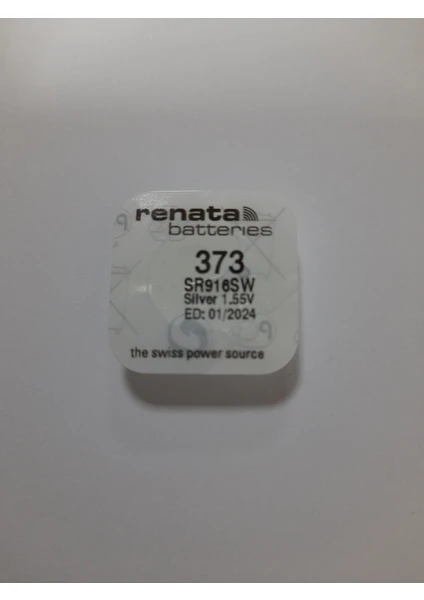 renata
batteries
373
SR916SW
Silver 1.55V
ED: 01/2024
the swiss power source